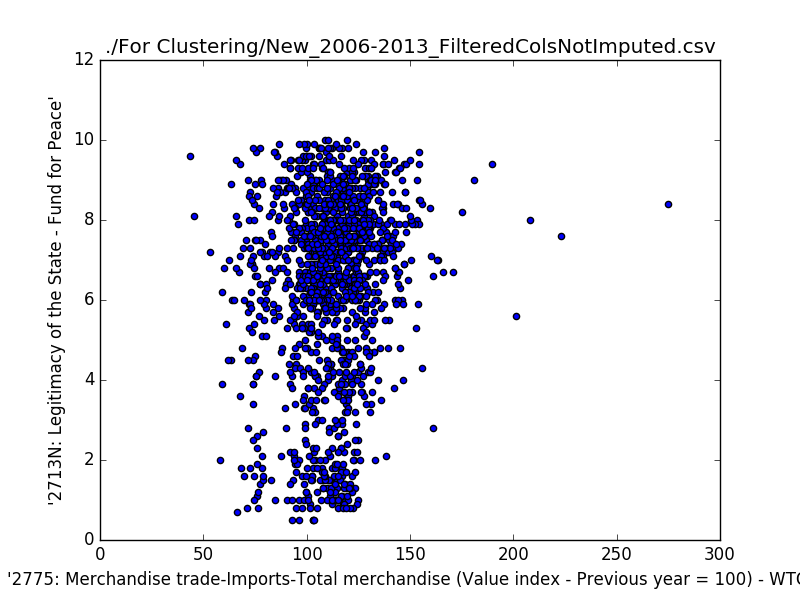 ./For Clustering/New_2006-2013_FilteredColsNotImputed.csv
12
10
8
6
4
2
0
'2713N: Legitimacy of the State - Fund for Peace'
0 50 100 150 200 250 300
'2775: Merchandise trade-Imports-Total merchandise (Value index - Previous year = 100) - WTO